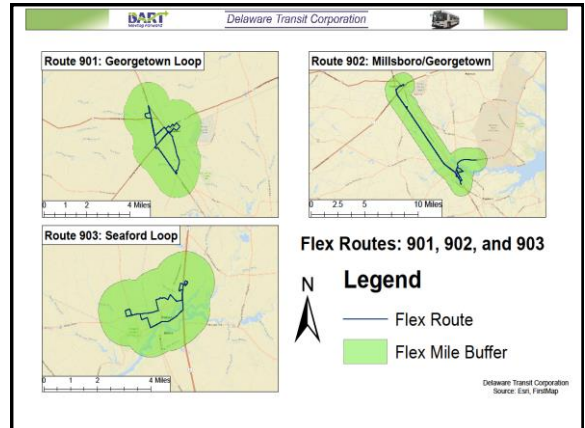 DART
Delaware Transit Corporation
Route 901: Georgetown Loop
0 1 2 4 Miles
Route 902: Millsboro/Georgetown
0 2.5 5 10 Miles
Route 903: Seaford Loop
0 1 2 4 Miles
Flex Routes: 901, 902, and 903
N
Legend
Flex Route
Flex Mile Buffer
Delaware Transit Corporation
Source: Esri, FirstMap